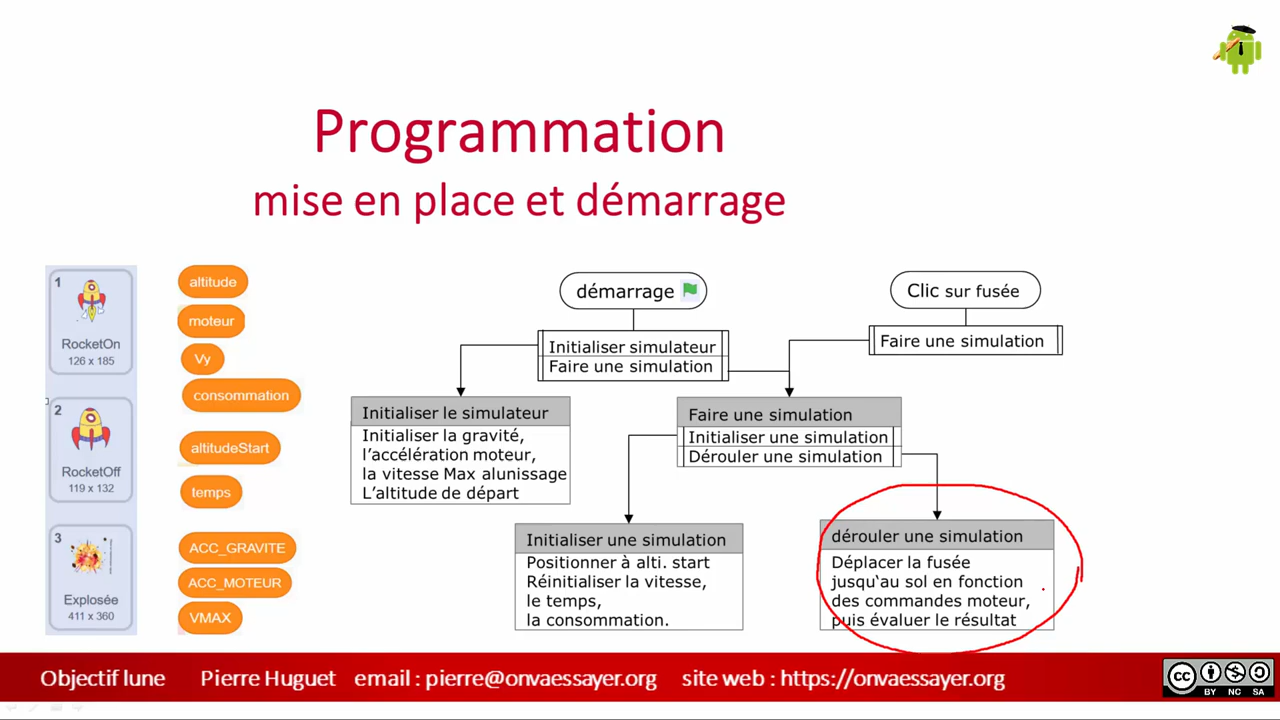 Programmation
mise en place et démarrage
1
RocketOn
126 x 185
2
RocketOff
119 x 132
3
Explosée
411 x 360
altitude
moteur
Vy
consommation
altitudeStart
temps
ACC_GRAVITE
ACC_MOTEUR
VMAX
démarrage
Initialiser simulateur
Faire une simulation
Clic sur fusée
Faire une simulation
Initialiser le simulateur
Initialiser la gravité,
l'accélération moteur,
la vitesse Max alunissage
L'altitude de départ
Faire une simulation
Initialiser une simulation
Dérouler une simulation
Initialiser une simulation
Positionner à alti. start
Réinitialiser la vitesse,
le temps,
la consommation.
dérouler une simulation
Déplacer la fusée
jusqu'au sol en fonction
des commandes moteur,
puis évaluer le résultat
Objectif lune Pierre Huguet email : pierre@onvaessayer.org site web : https://onvaessayer.org
CC BY NC SA